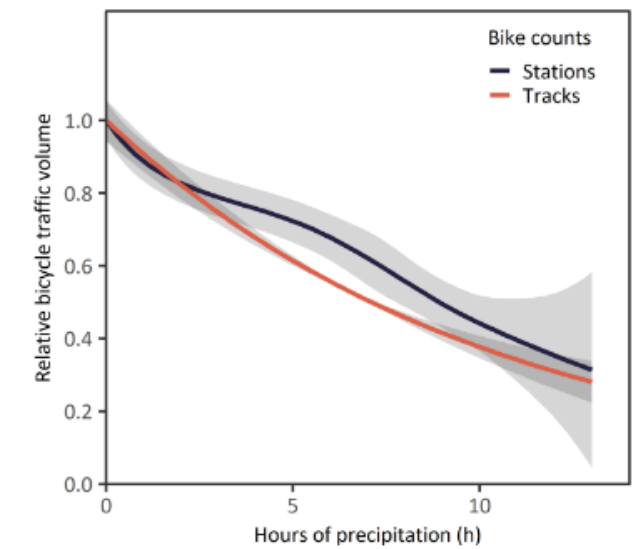 Bike counts
Stations
Tracks
Relative bicycle traffic volume
1.0
0.8
0.6
0.4
0.2
0.0
0 5 10
Hours of precipitation (h)